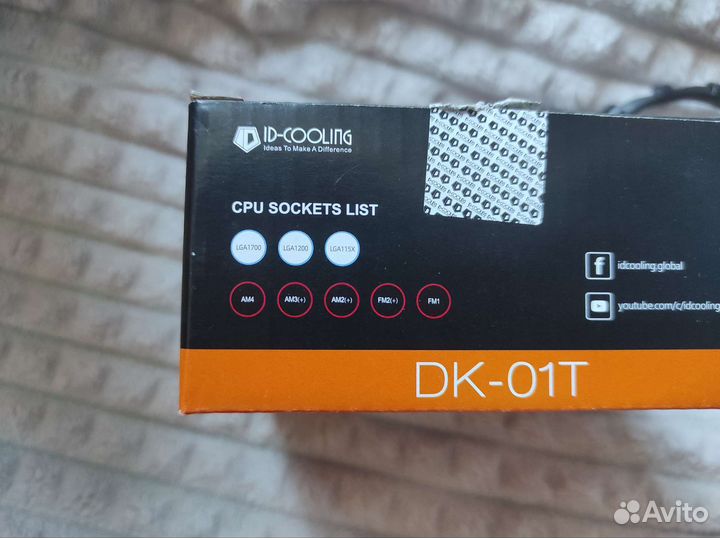 ID-COOLING
Ideas To Make A Difference
CPU SOCKETS LIST
LGA1700 LGA1200 LGA115X
AM4 AM3(+) AM2(+) FM2(+) FM1
idcooling.global
youtube.com/c/idcooling
DK-01T
Avito